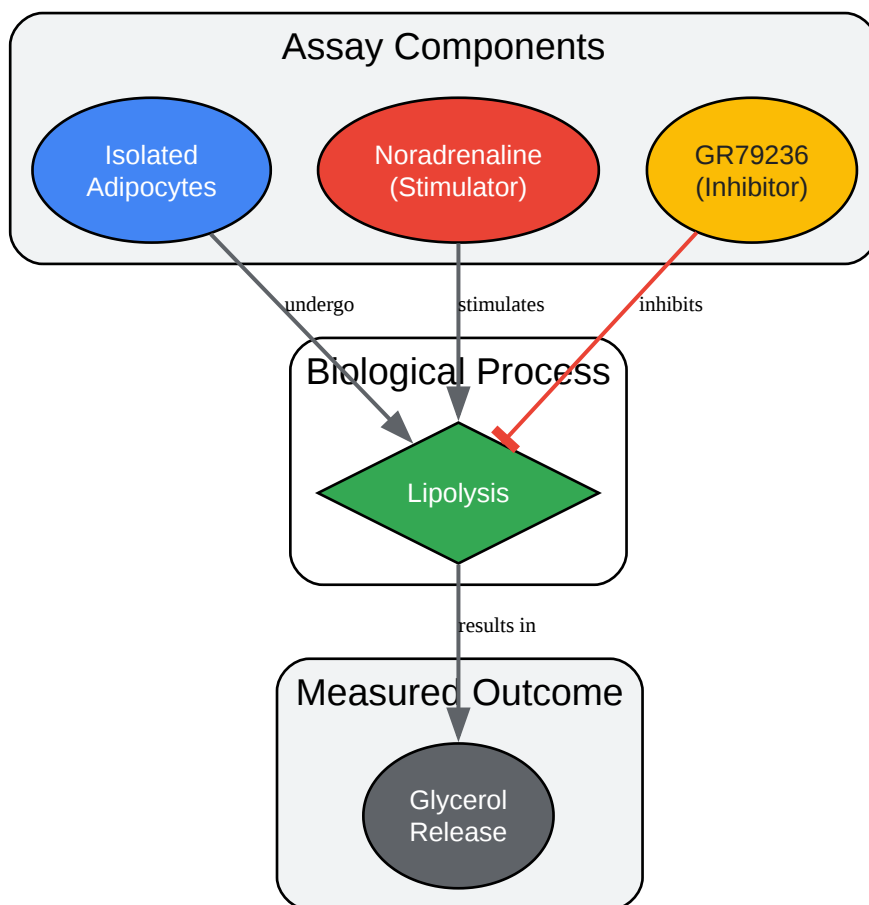 Assay Components
Isolated
Adipocytes
Noradrenaline
(Stimulator)
GR79236
(Inhibitor)
undergo
stimulates
inhibits
Biological Process
Lipolysis
results in
Measured Outcome
Glycerol
Release